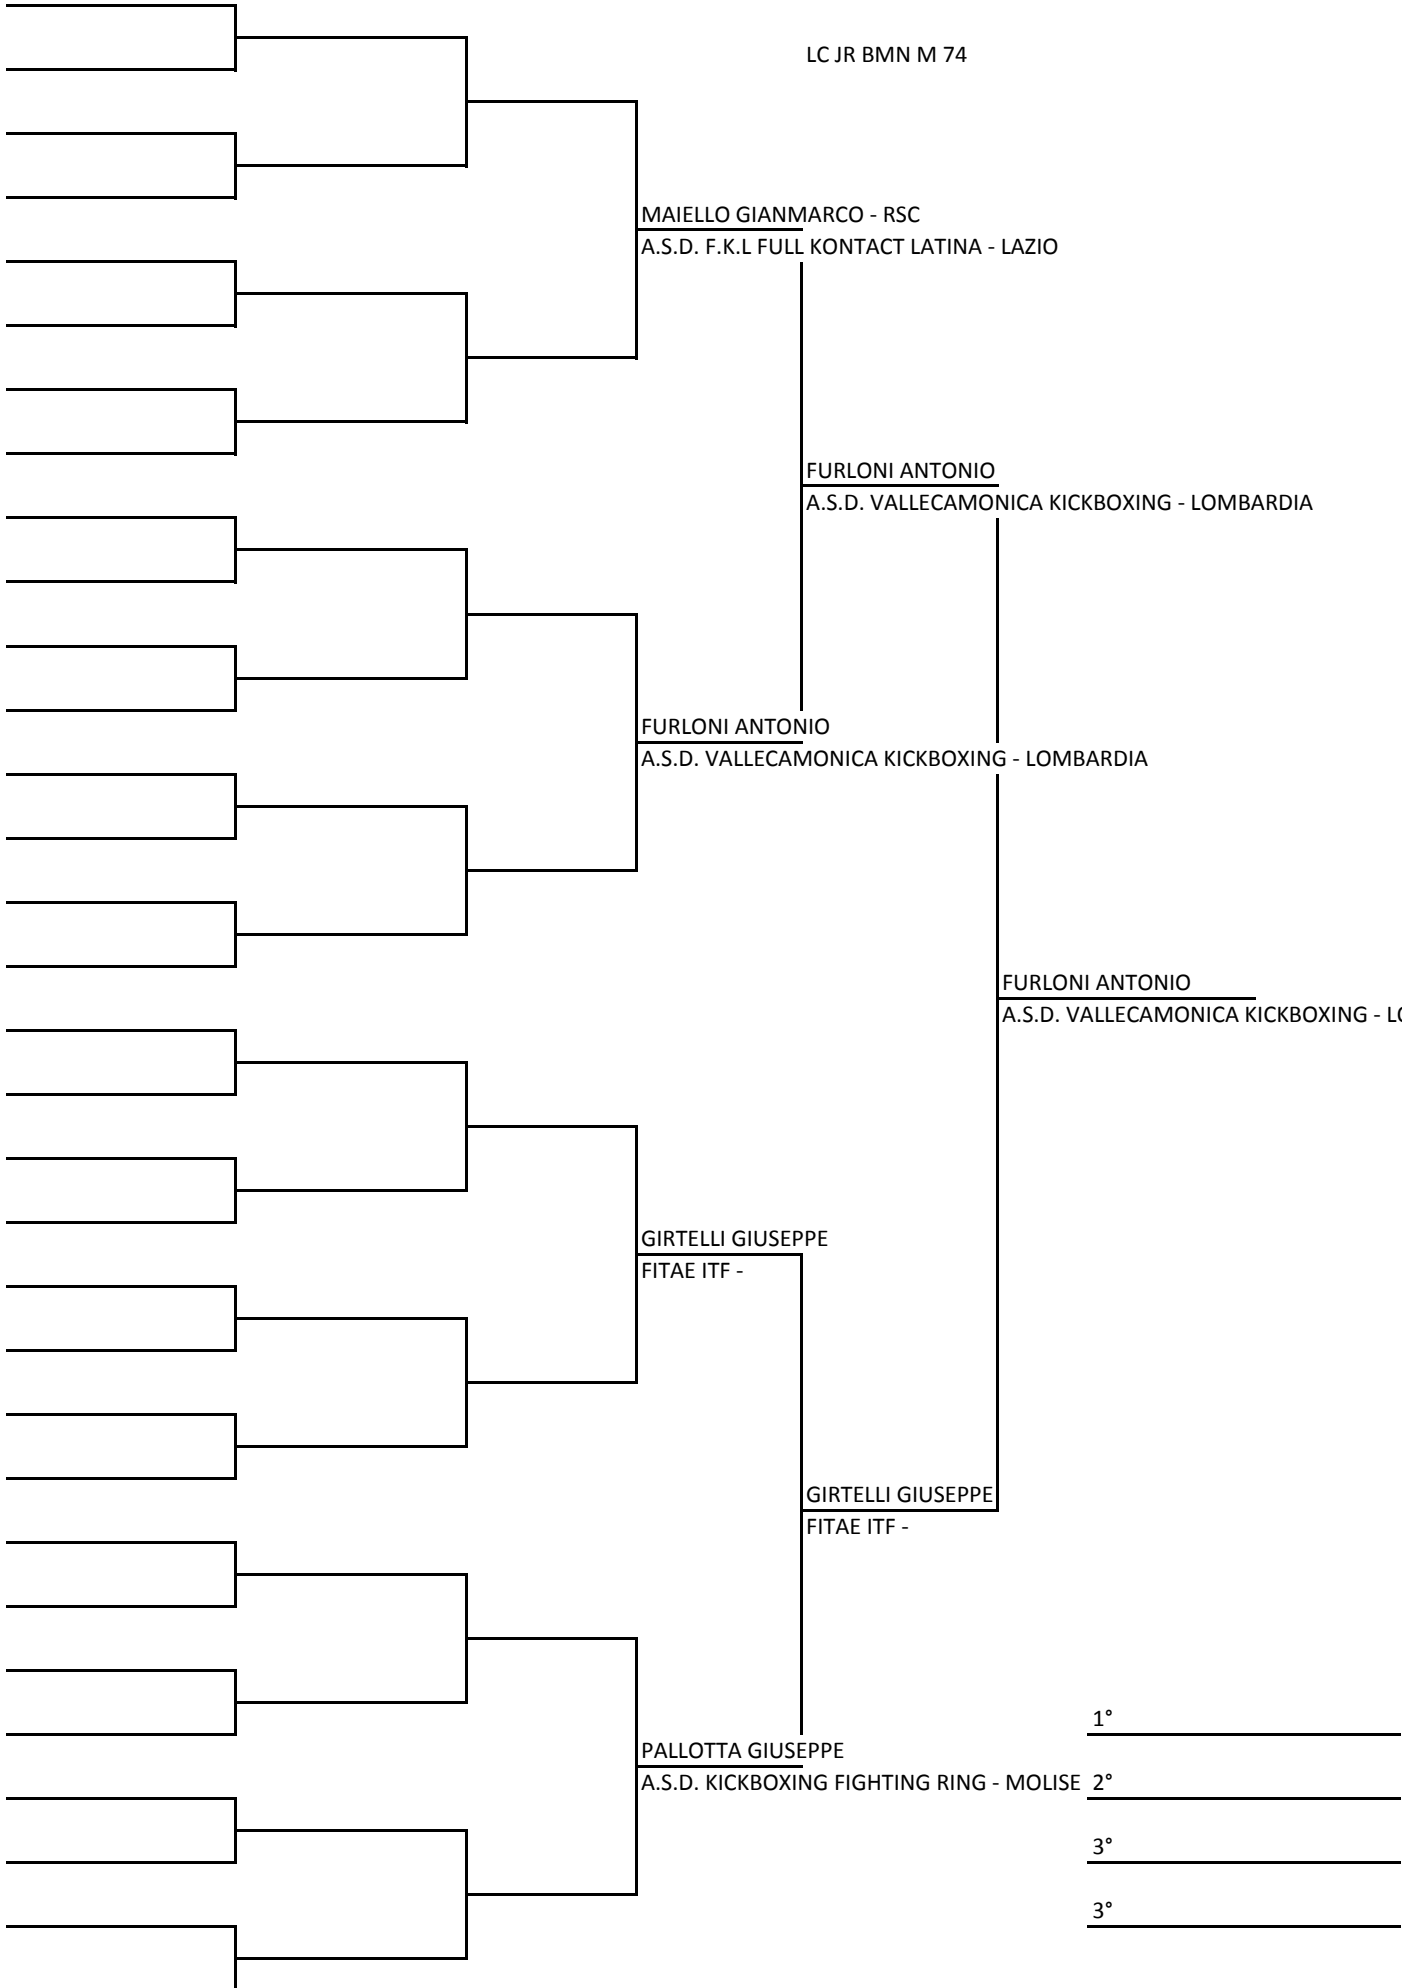 LC JR BMN M 74
MAIELLO GIANMARCO - RSC
A.S.D. F.K.L FULL KONTACT LATINA - LAZIO
FURLONI ANTONIO
A.S.D. VALLECAMONICA KICKBOXING - LOMBARDIA
FURLONI ANTONIO
A.S.D. VALLECAMONICA KICKBOXING - LOMBARDIA
FURLONI ANTONIO
A.S.D. VALLECAMONICA KICKBOXING - LO
GIRTELLI GIUSEPPE
FITAE ITF -
GIRTELLI GIUSEPPE
FITAE ITF -
1°
PALLOTTA GIUSEPPE
A.S.D. KICKBOXING FIGHTING RING - MOLISE
2°
3°
3°